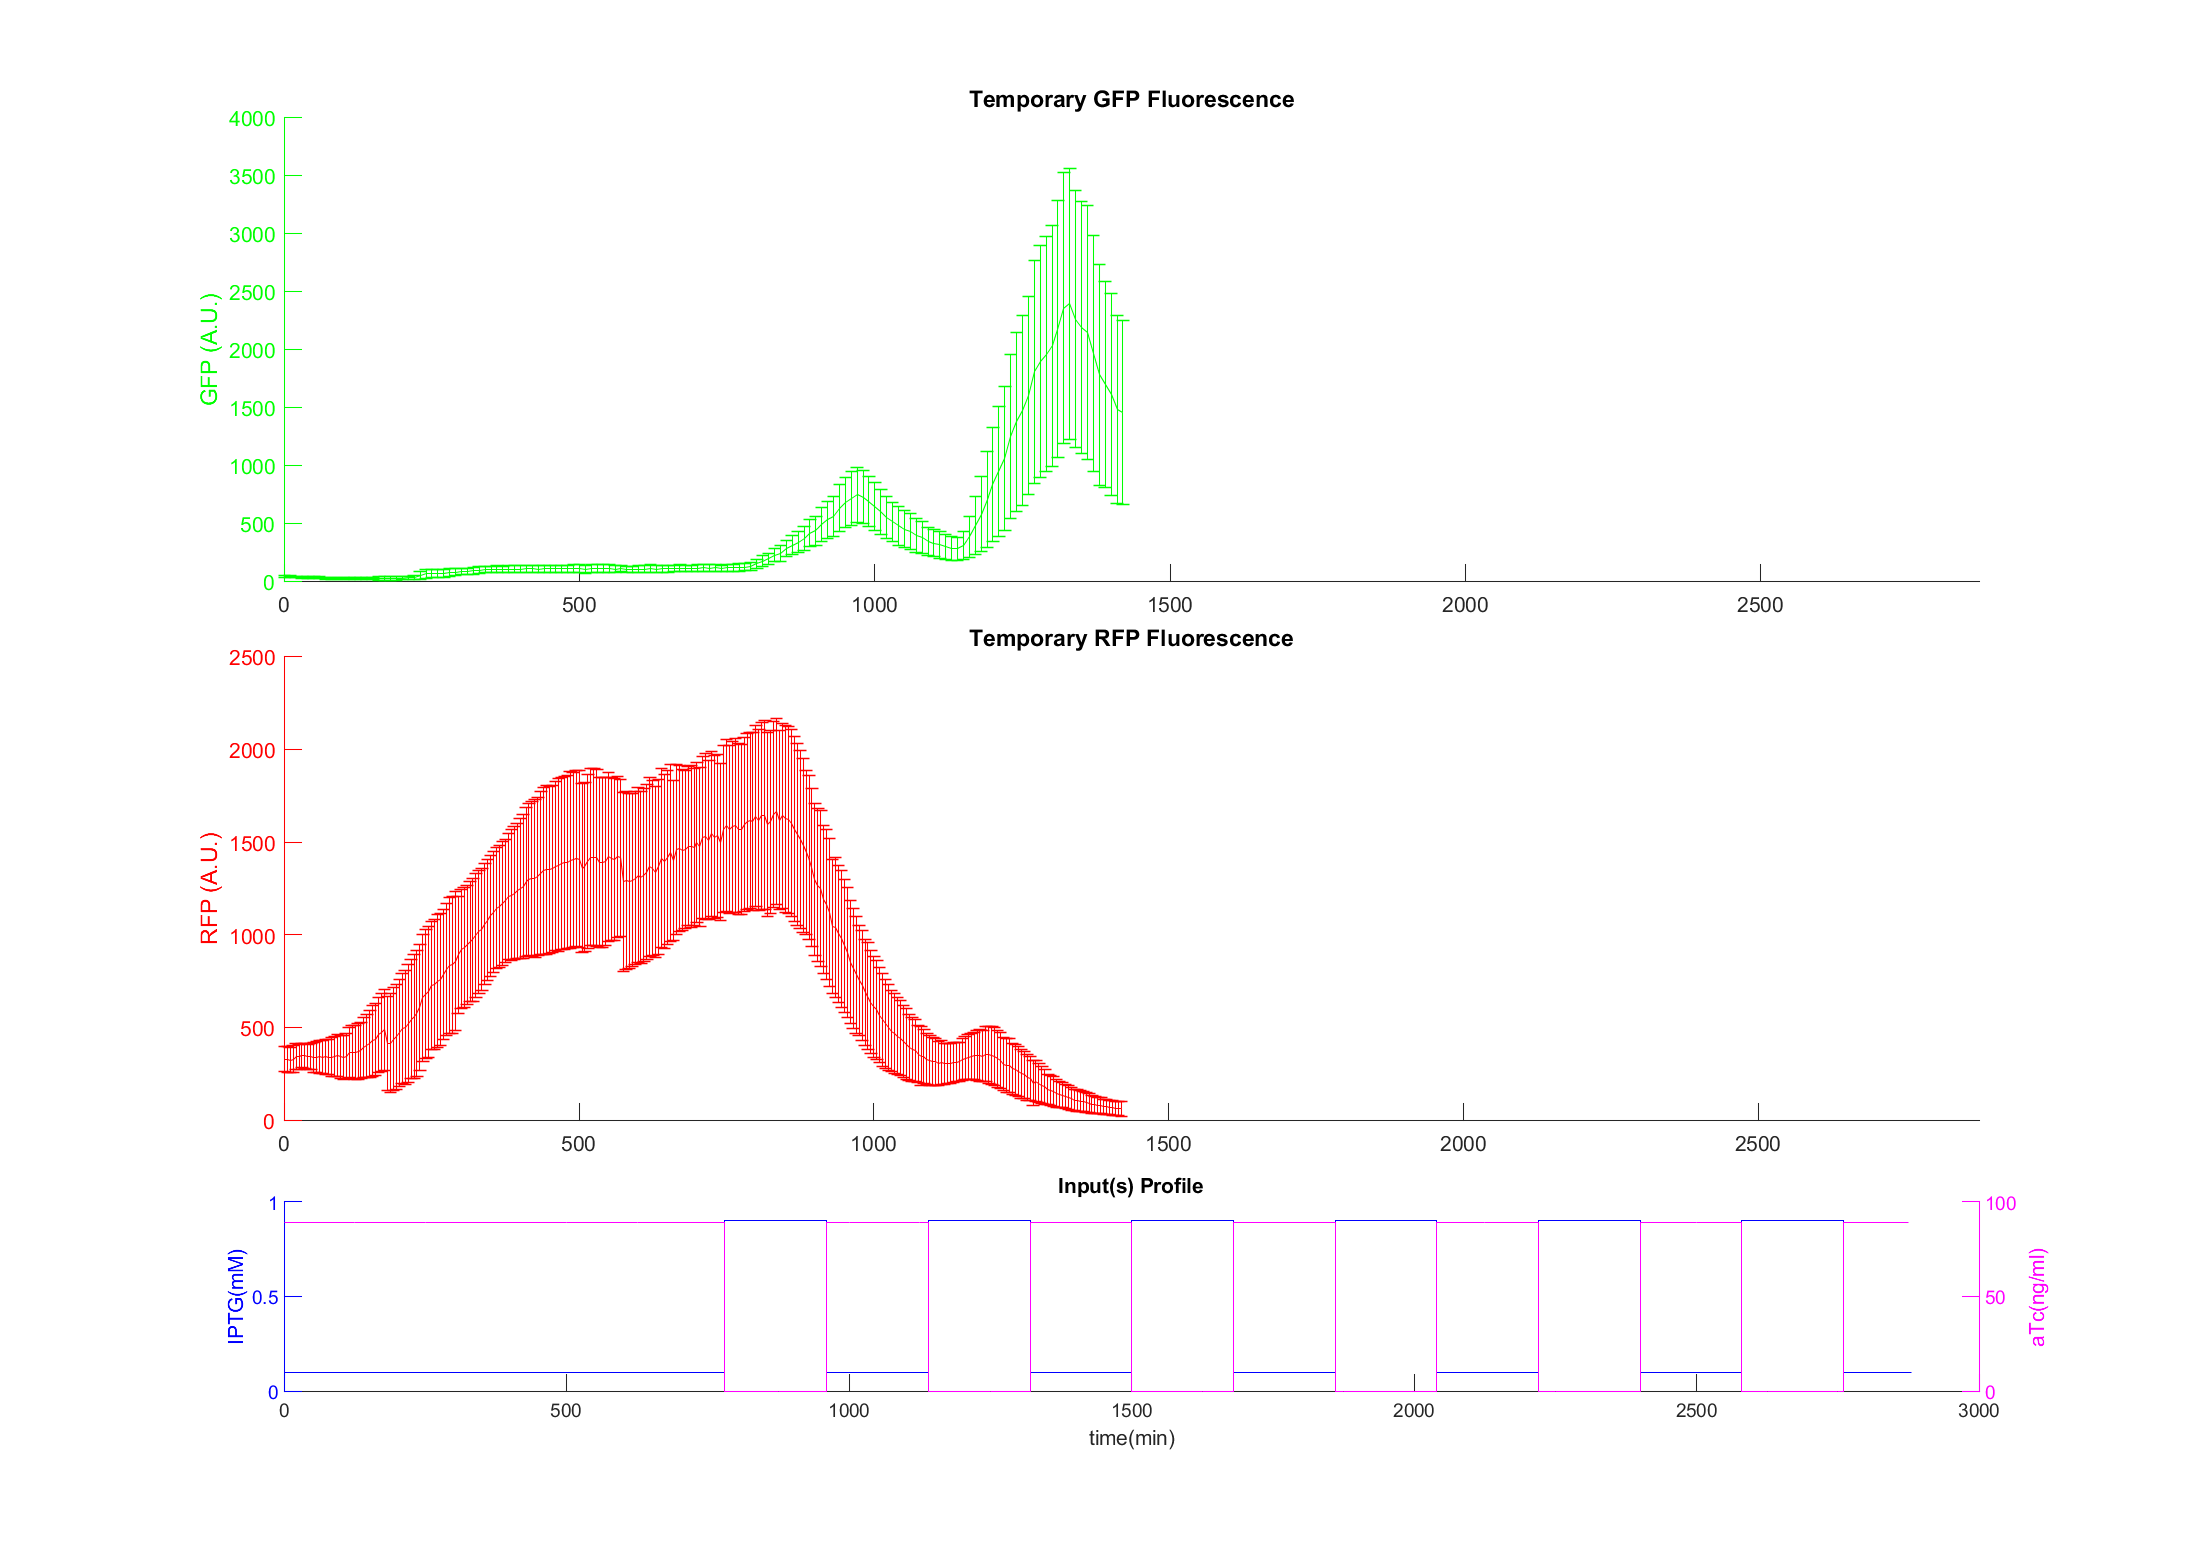 Temporary GFP Fluorescence
4000
3500
3000
2500
2000
1500
1000
500
0
GFP (A.U.)
0 500 1000 1500 2000 2500
Temporary RFP Fluorescence
2500
2000
1500
1000
500
0
RFP (A.U.)
0 500 1000 1500 2000 2500
Input(s) Profile
1
0.5
0
IPTG(mM)
100
50
0
aTc(ng/ml)
0 500 1000 1500 2000 2500 3000
time(min)